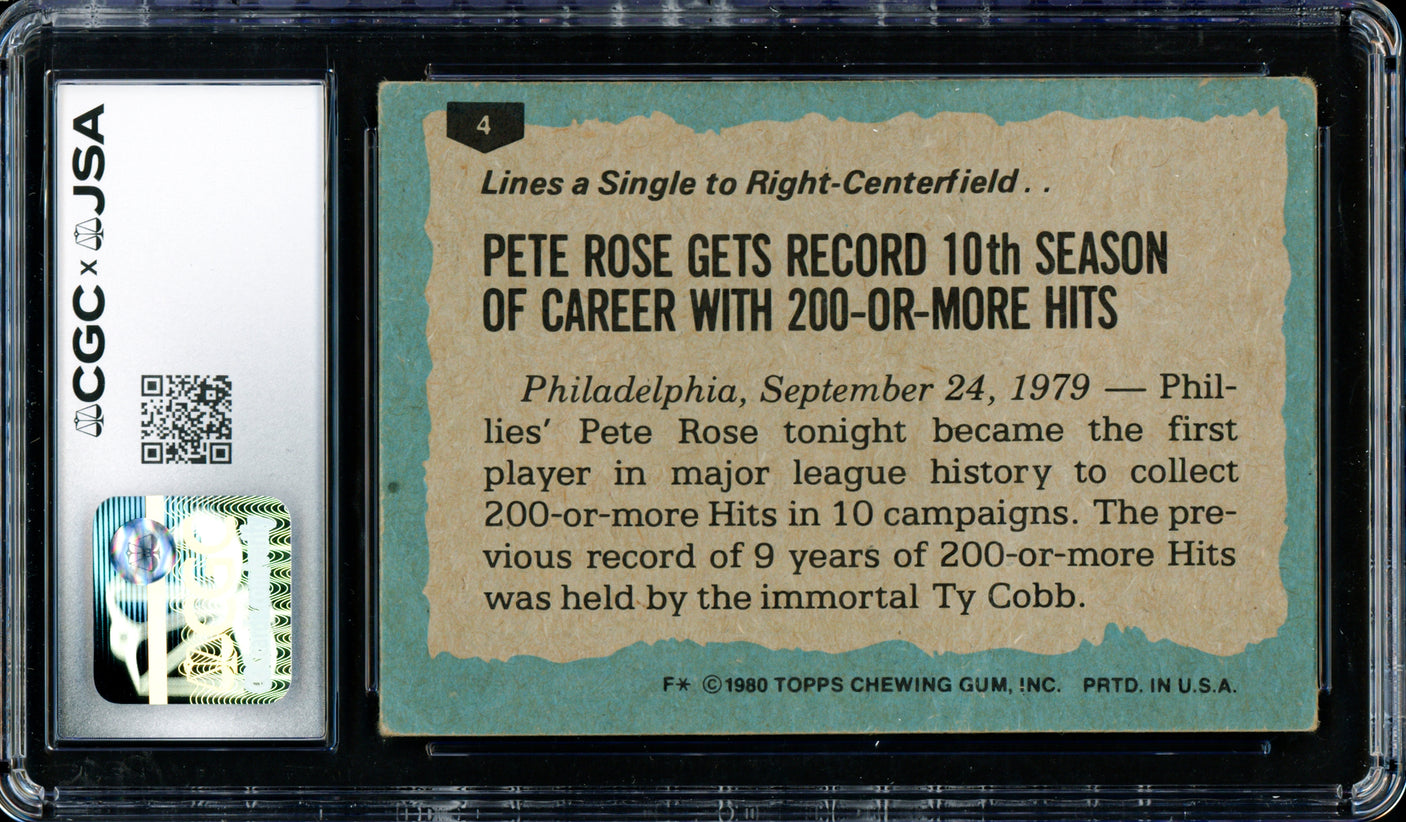 CGC x JSA
4
Lines a Single to Right-Centerfield . .
PETE ROSE GETS RECORD 10th SEASON
OF CAREER WITH 200-OR-MORE HITS
Philadelphia, September 24, 1979 — Phil-
lies' Pete Rose tonight became the first
player in major league history to collect
200-or-more Hits in 10 campaigns. The pre-
vious record of 9 years of 200-or-more Hits
was held by the immortal Ty Cobb.
F* © 1980 TOPPS CHEWING GUM, INC. PRTD. IN U.S.A.